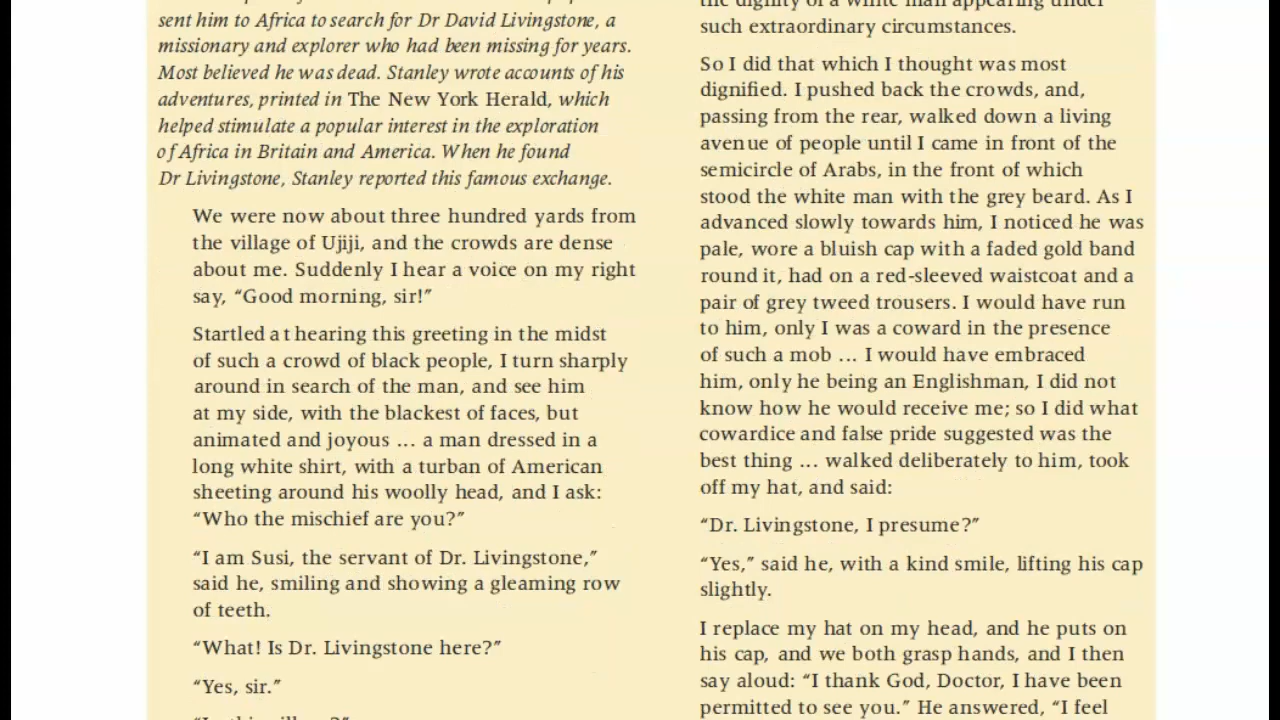 sent him to Africa to search for Dr David Livingstone, a
missionary and explorer who had been missing for years.
Most believed he was dead. Stanley wrote accounts of his
adventures, printed in The New York Herald, which
helped stimulate a popular interest in the exploration
of Africa in Britain and America. When he found
Dr Livingstone, Stanley reported this famous exchange.
We were now about three hundred yards from
the village of Ujiji, and the crowds are dense
about me. Suddenly I hear a voice on my right
say, “Good morning, sir!”
Startled at hearing this greeting in the midst
of such a crowd of black people, I turn sharply
around in search of the man, and see him
at my side, with the blackest of faces, but
animated and joyous ... a man dressed in a
long white shirt, with a turban of American
sheeting around his woolly head, and I ask:
“Who the mischief are you?”
“I am Susi, the servant of Dr. Livingstone,”
said he, smiling and showing a gleaming row
of teeth.
“What! Is Dr. Livingstone here?”
“Yes, sir.”
the dignity of a white man appearing under
such extraordinary circumstances.
So I did that which I thought was most
dignified. I pushed back the crowds, and,
passing from the rear, walked down a living
avenue of people until I came in front of the
semicircle of Arabs, in the front of which
stood the white man with the grey beard. As I
advanced slowly towards him, I noticed he was
pale, wore a bluish cap with a faded gold band
round it, had on a red-sleeved waistcoat and a
pair of grey tweed trousers. I would have run
to him, only I was a coward in the presence
of such a mob ... I would have embraced
him, only he being an Englishman, I did not
know how he would receive me; so I did what
cowardice and false pride suggested was the
best thing ... walked deliberately to him, took
off my hat, and said:
“Dr. Livingstone, I presume?”
“Yes,” said he, with a kind smile, lifting his cap
slightly.
I replace my hat on my head, and he puts on
his cap, and we both grasp hands, and I then
say aloud: “I thank God, Doctor, I have been
permitted to see you.” He answered, “I feel